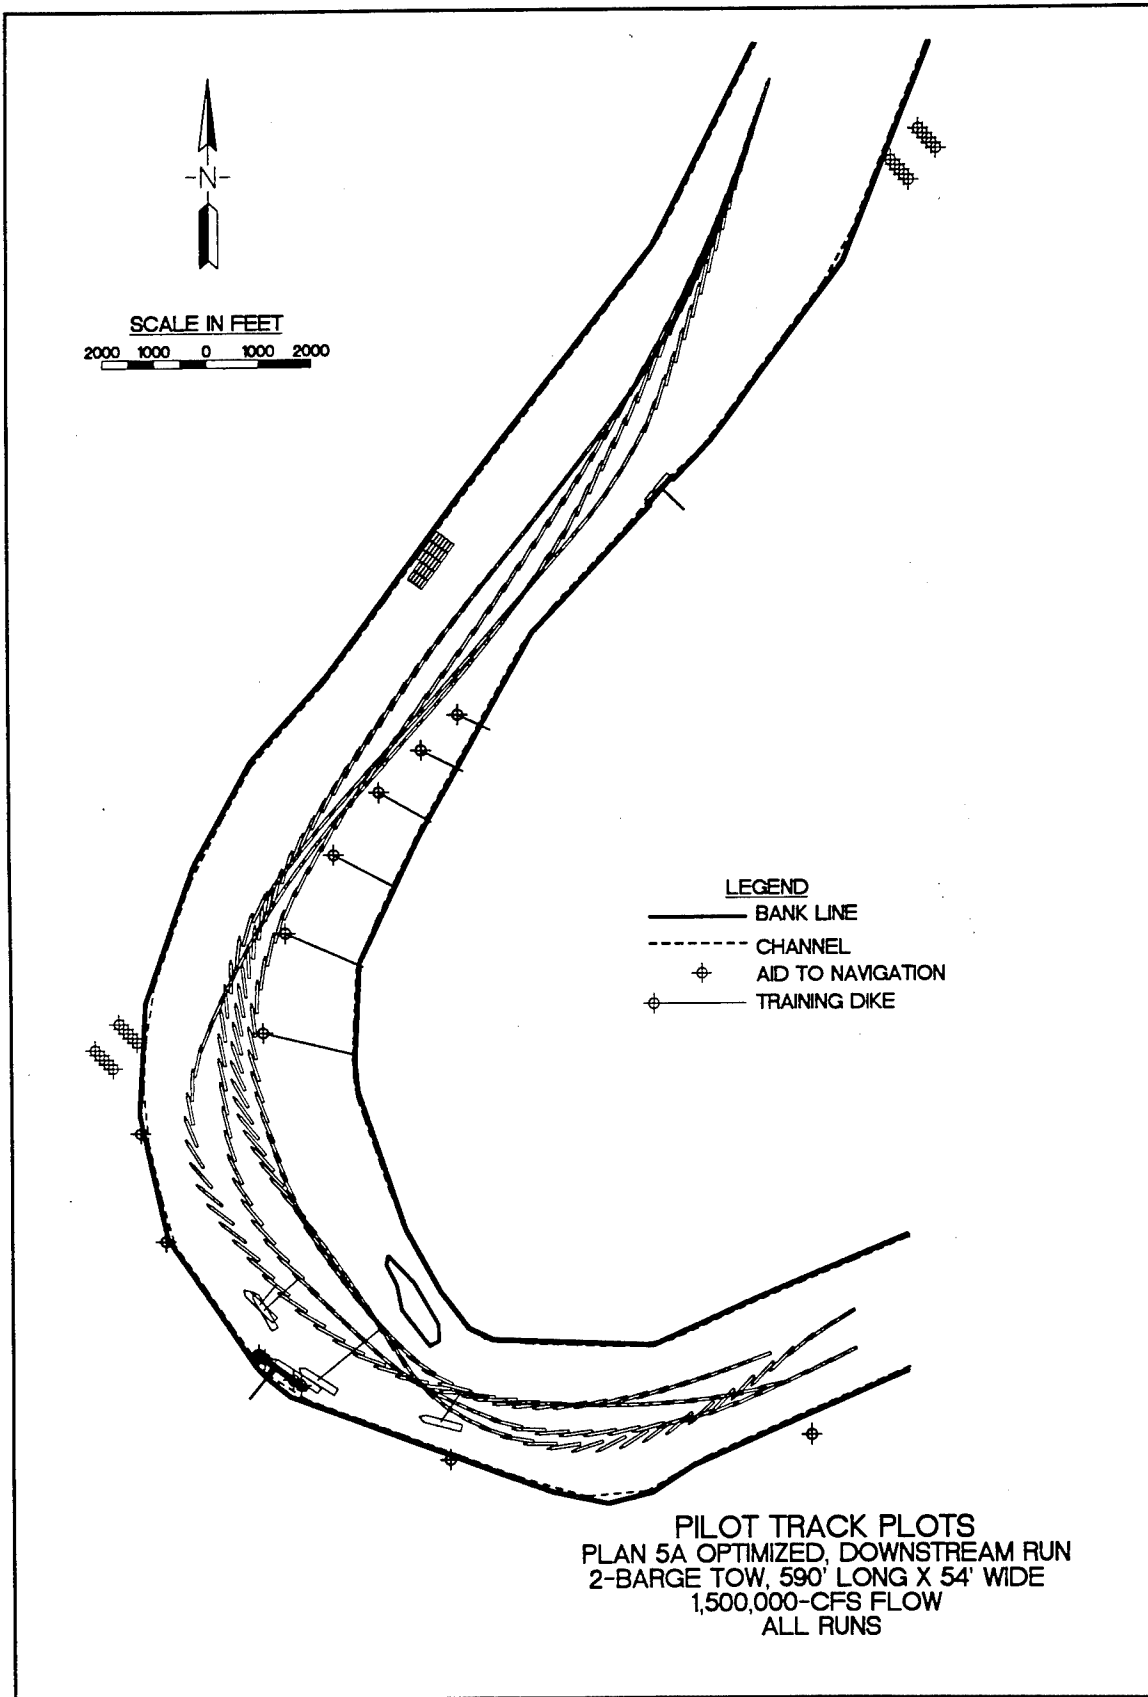 -N-
SCALE IN FEET
2000 1000 0 1000 2000
LEGEND
BANK LINE
CHANNEL
AID TO NAVIGATION
TRAINING DIKE
PILOT TRACK PLOTS
PLAN 5A OPTIMIZED, DOWNSTREAM RUN
2-BARGE TOW, 590' LONG X 54' WIDE
1,500,000-CFS FLOW
ALL RUNS